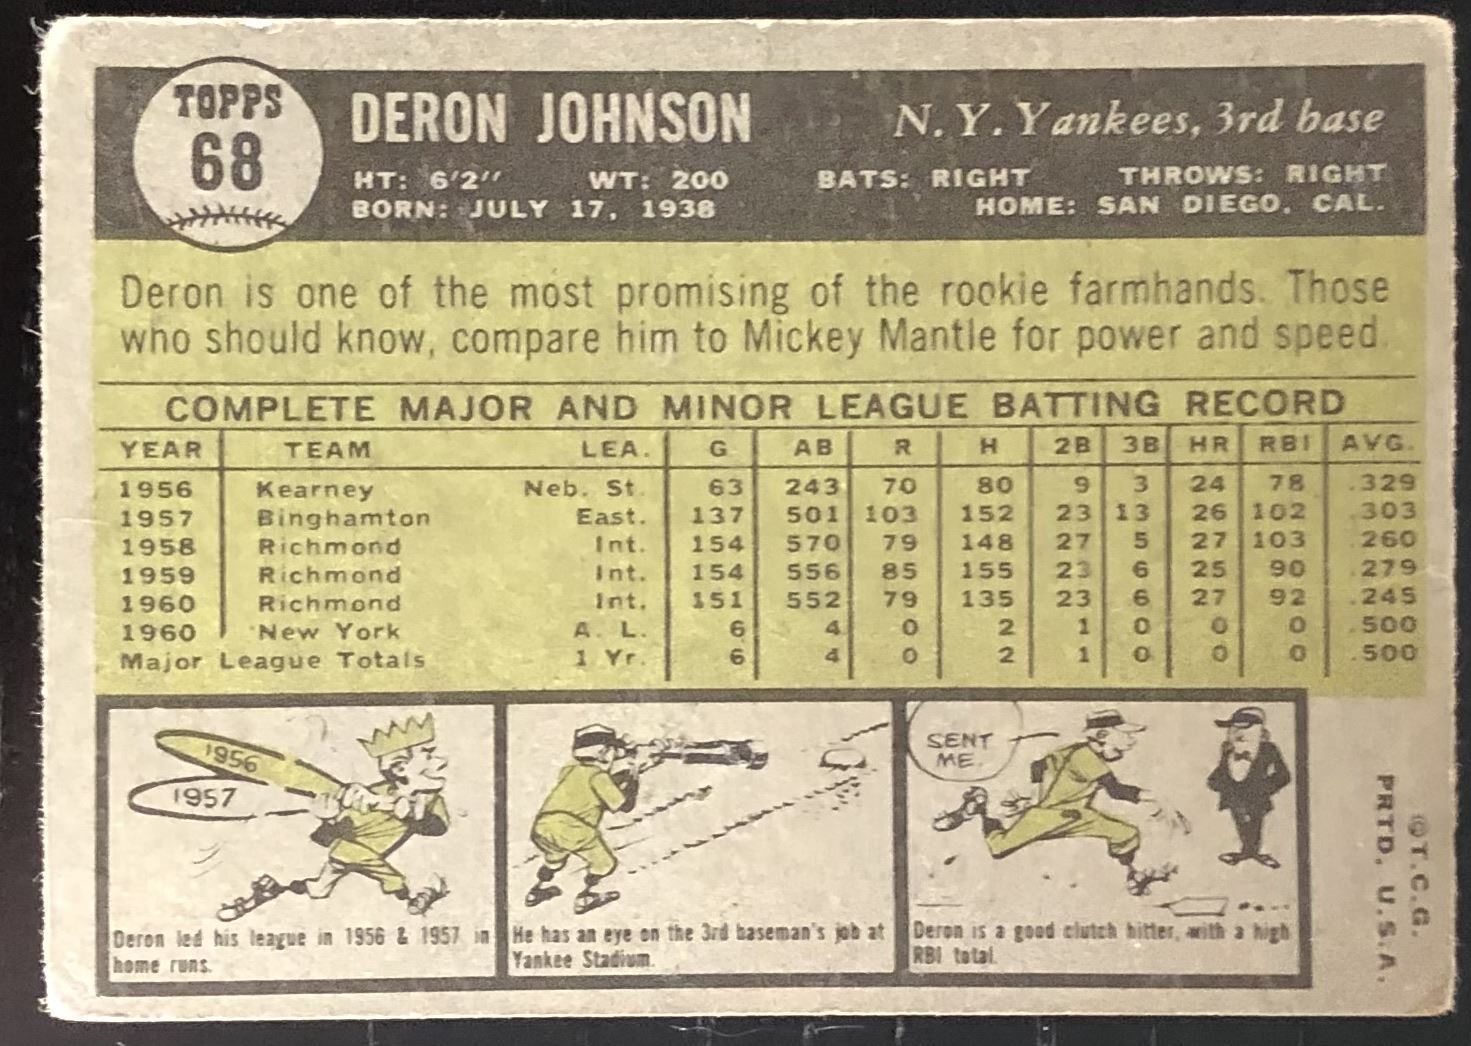 TOPPS
68
DERON JOHNSON
N. Y. Yankees, 3rd base
HT: 6'2" WT: 200 BATS: RIGHT THROWS: RIGHT
BORN: JULY 17, 1938 HOME: SAN DIEGO, CAL.
Deron is one of the most promising of the rookie farmhands. Those
who should know, compare him to Mickey Mantle for power and speed.
COMPLETE MAJOR AND MINOR LEAGUE BATTING RECORD
YEAR TEAM LEA. G AB R H 2B 3B HR RBI AVG.
1956 Kearney Neb. St. 63 243 70 80 9 3 24 78 .329
1957 Binghamton East. 137 501 103 152 23 13 26 102 .303
1958 Richmond Int. 154 570 79 148 27 5 27 103 .260
1959 Richmond Int. 154 556 85 155 23 6 25 90 .279
1960 Richmond Int. 151 552 79 135 23 6 27 92 .245
1960 New York A. L. 6 4 0 2 1 0 0 0 .500
Major League Totals 1 Yr. 6 4 0 2 1 0 0 0 .500
1956
1957
Deron led his league in 1956 & 1957 in
home runs.
He has an eye on the 3rd baseman's job at
Yankee Stadium.
SENT
ME.
Deron is a good clutch hitter, with a high
RBI total.
©T.C.G.
PRTD. U.S.A.